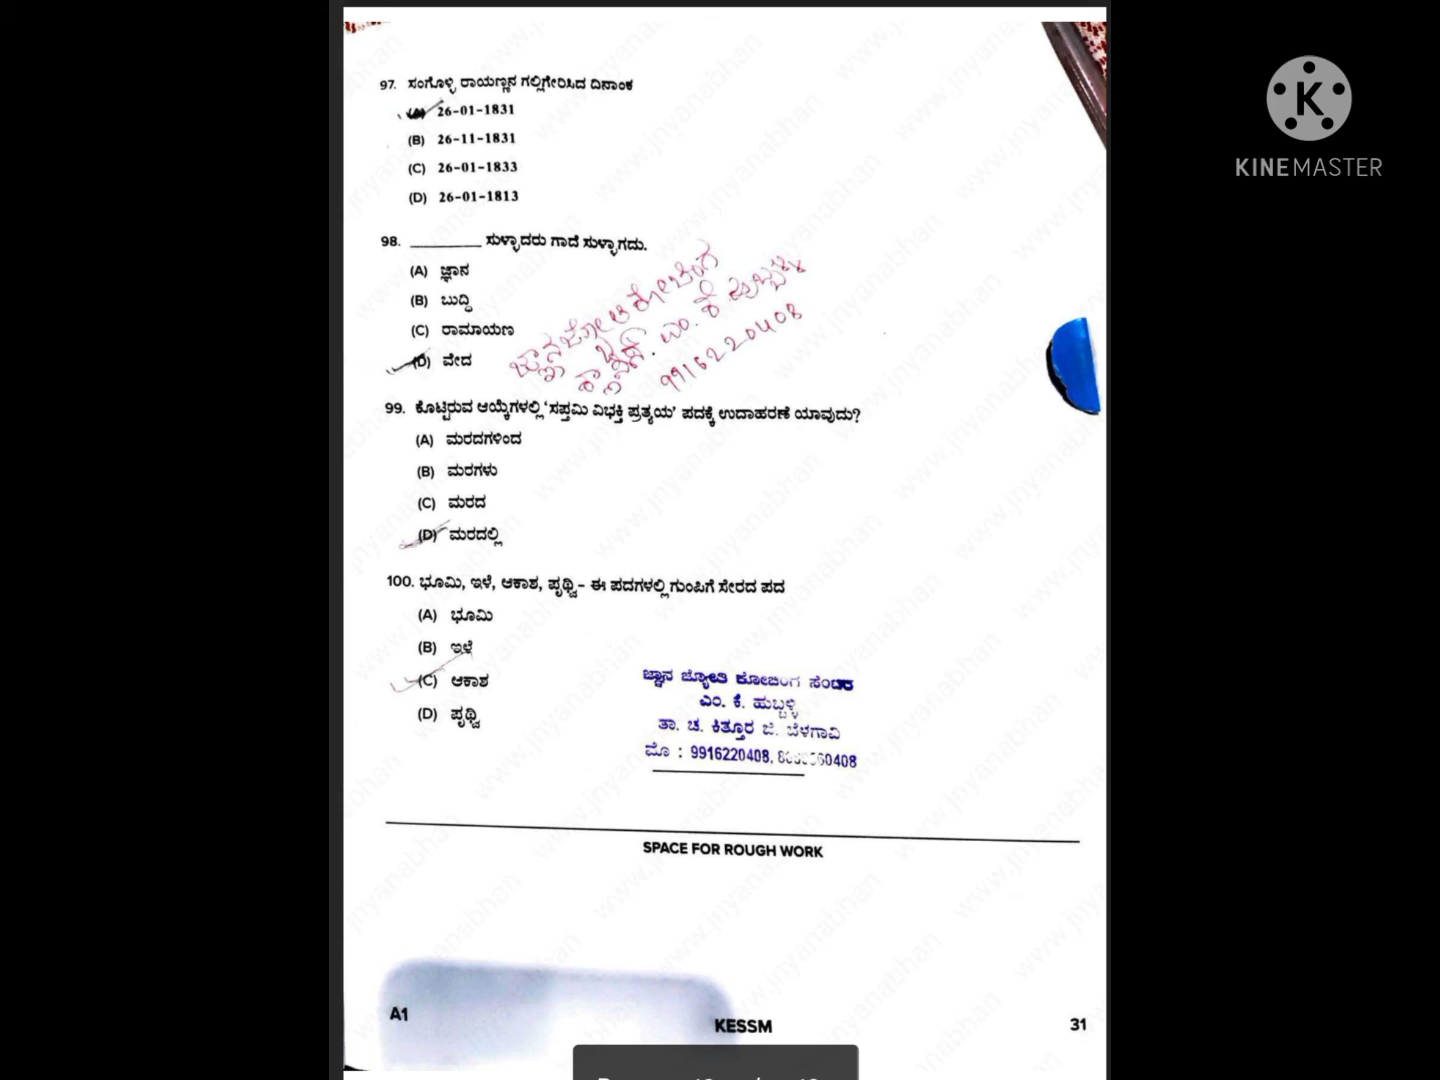 KINEMASTER
97. ಸಂಗೊಳ್ಳಿ ರಾಯಣ್ಣನ ಗಲ್ಲಿಗೇರಿಸಿದ ದಿನಾಂಕ
26-01-1831
(B) 26-11-1831
(C) 26-01-1833
(D) 26-01-1813
98. ________ ಸುಳ್ಳಾದರು ಗಾದೆ ಸುಳ್ಳಾಗದು.
(A) ಜ್ಞಾನ
(B) ಬುದ್ಧಿ
(C) ರಾಮಾಯಣ
(D) ವೇದ
ಎಂ. ಕೆ ಹುಬ್ಬಳ್ಳಿ
9916220408
99. ಕೊಟ್ಟಿರುವ ಆಯ್ಕೆಗಳಲ್ಲಿ 'ಸಪ್ತಮಿ ವಿಭಕ್ತಿ ಪ್ರತ್ಯಯ' ಪದಕ್ಕೆ ಉದಾಹರಣೆ ಯಾವುದು?
(A) ಮರದಗಳಿಂದ
(B) ಮರಗಳು
(C) ಮರದ
(D) ಮರದಲ್ಲಿ
100. ಭೂಮಿ, ಇಳೆ, ಆಕಾಶ, ಪೃಥ್ವಿ - ಈ ಪದಗಳಲ್ಲಿ ಗುಂಪಿಗೆ ಸೇರದ ಪದ
(A) ಭೂಮಿ
(B) ಇಳೆ
(C) ಆಕಾಶ
(D) ಪೃಥ್ವಿ
ಜ್ಞಾನ ಜ್ಯೋತಿ ಕೋಚಿಂಗ ಸೆಂಟರ
ಎಂ. ಕೆ. ಹುಬ್ಬಳ್ಳಿ
ತಾ. ಚ. ಕಿತ್ತೂರ ಜಿ. ಬೆಳಗಾವಿ
ಮೊ : 9916220408,
SPACE FOR ROUGH WORK
A1
KESSM
31